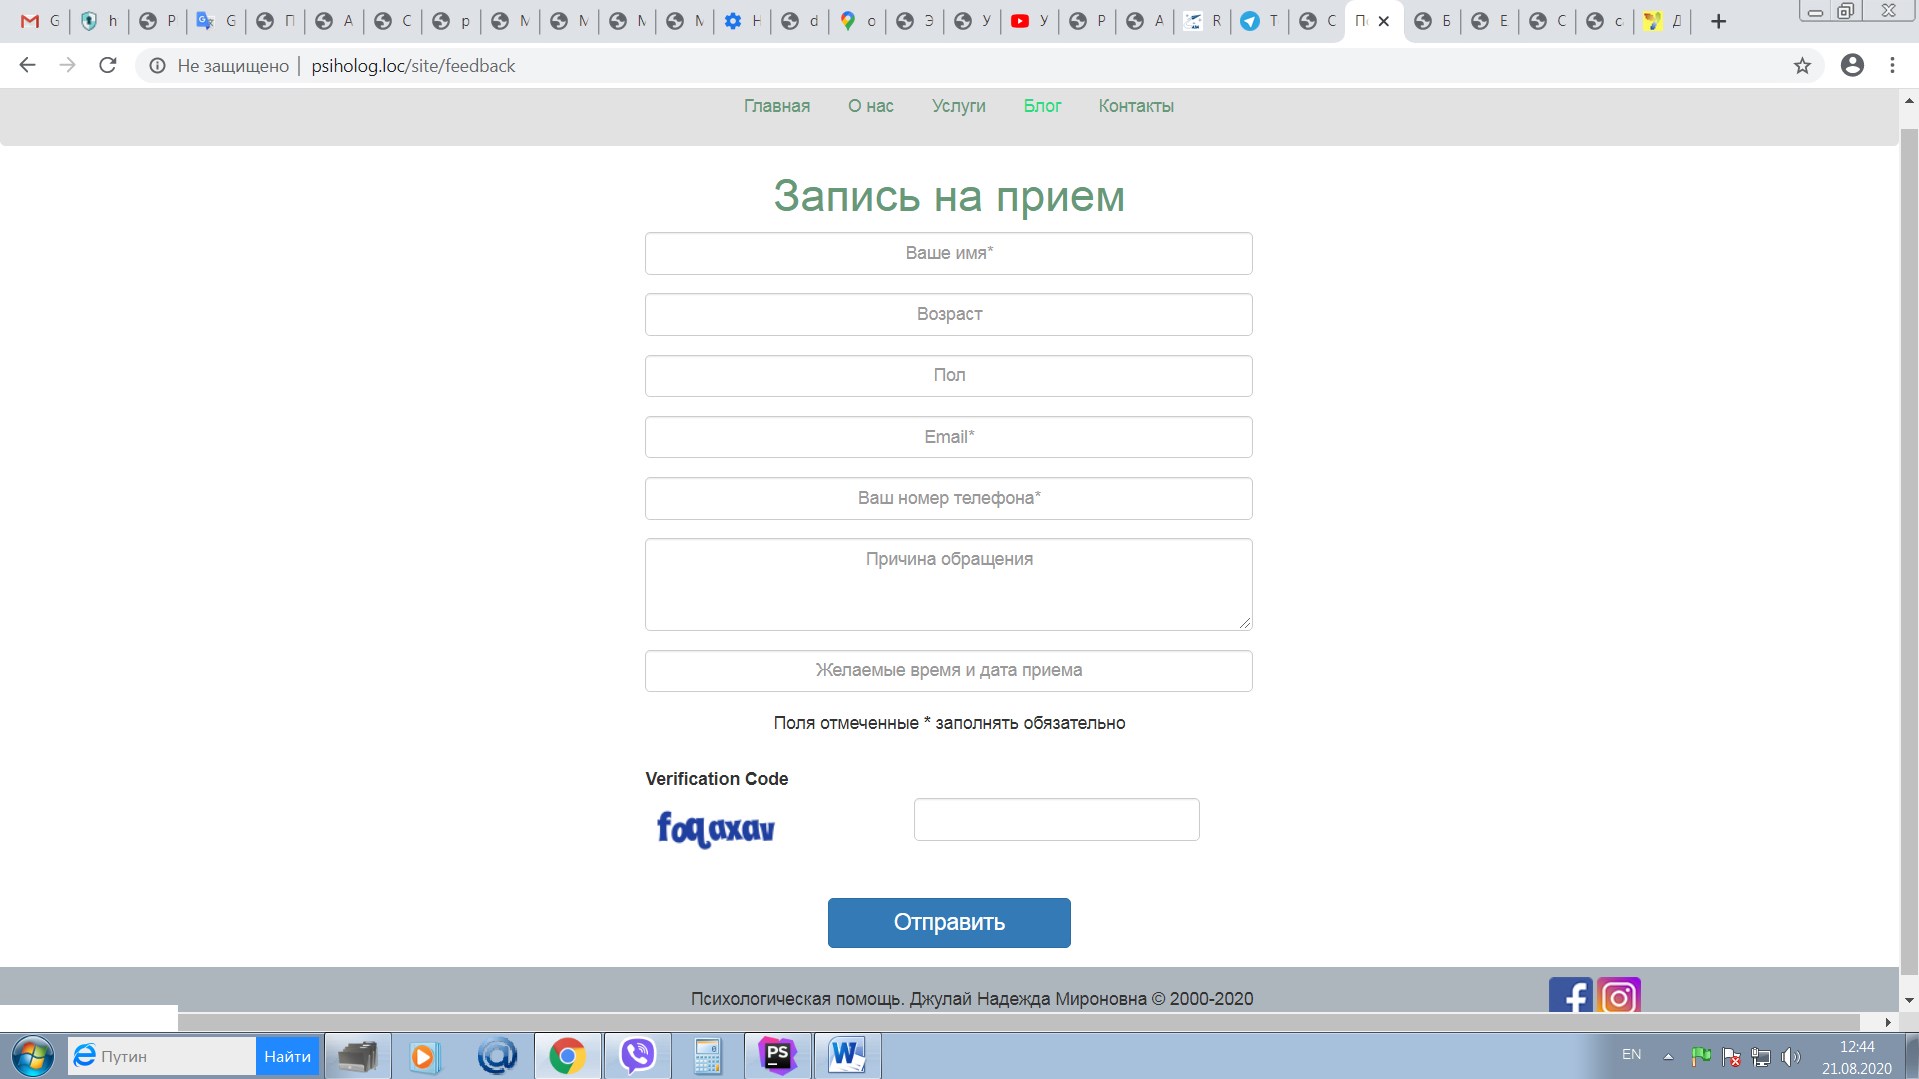 G h P G П А С p М М М М Н d о Э У У Р А R Т С П Б Е С с Д
Не защищено psiholog.loc/site/feedback
Главная О нас Услуги Блог Контакты
Запись на прием
Ваше имя*
Возраст
Пол
Email*
Ваш номер телефона*
Причина обращения
Желаемые время и дата приема
Поля отмеченные * заполнять обязательно
Verification Code
foqaxav
Отправить
Психологическая помощь. Джулай Надежда Мироновна © 2000-2020
Путин Найти PS W EN 12:44
21.08.2020